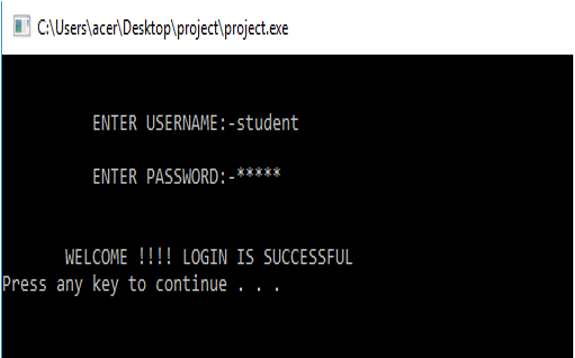 C:\Users\acer\Desktop\project\project.exe
ENTER USERNAME:-student
ENTER PASSWORD:-*****
WELCOME !!!! LOGIN IS SUCCESSFUL
Press any key to continue . . .